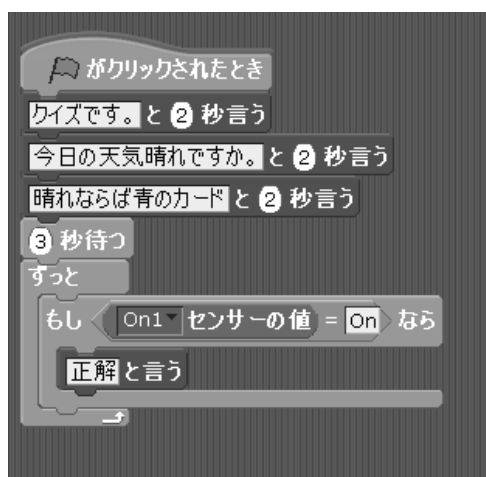 がクリックされたとき
クイズです。と 2 秒言う
今日の天気晴れですか。と 2 秒言う
晴れならば青のカード と 2 秒言う
3 秒待つ
ずっと
もし On1 センサーの値 = On なら
正解 と言う